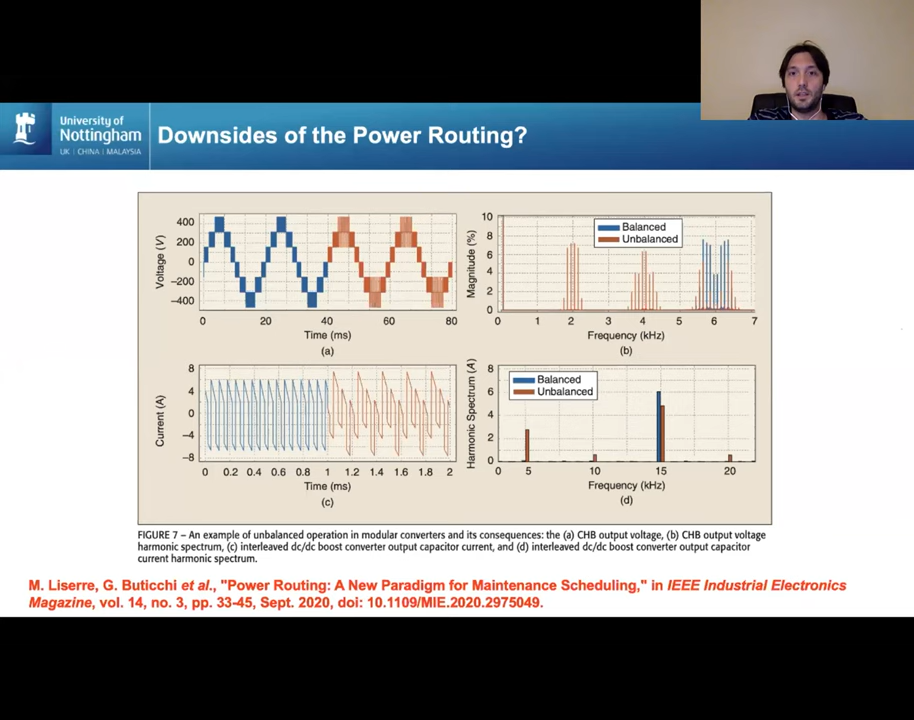 University of
Nottingham
UK | CHINA | MALAYSIA
Downsides of the Power Routing?
400
200
0
−200
−400
Voltage (V)
0 20 40 60 80
Time (ms)
(a)
10
8
6
4
2
0
Magnitude (%)
Balanced
Unbalanced
0 1 2 3 4 5 6 7
Frequency (kHz)
(b)
8
4
0
−4
−8
Current (A)
0 0.2 0.4 0.6 0.8 1 1.2 1.4 1.6 1.8 2
Time (ms)
(c)
8
6
4
2
0
Harmonic Spectrum (A)
Balanced
Unbalanced
0 5 10 15 20
Frequency (kHz)
(d)
FIGURE 7 – An example of unbalanced operation in modular converters and its consequences: the (a) CHB output voltage, (b) CHB output voltage
harmonic spectrum, (c) interleaved dc/dc boost converter output capacitor current, and (d) interleaved dc/dc boost converter output capacitor
current harmonic spectrum.
M. Liserre, G. Buticchi et al., "Power Routing: A New Paradigm for Maintenance Scheduling," in IEEE Industrial Electronics
Magazine, vol. 14, no. 3, pp. 33-45, Sept. 2020, doi: 10.1109/MIE.2020.2975049.